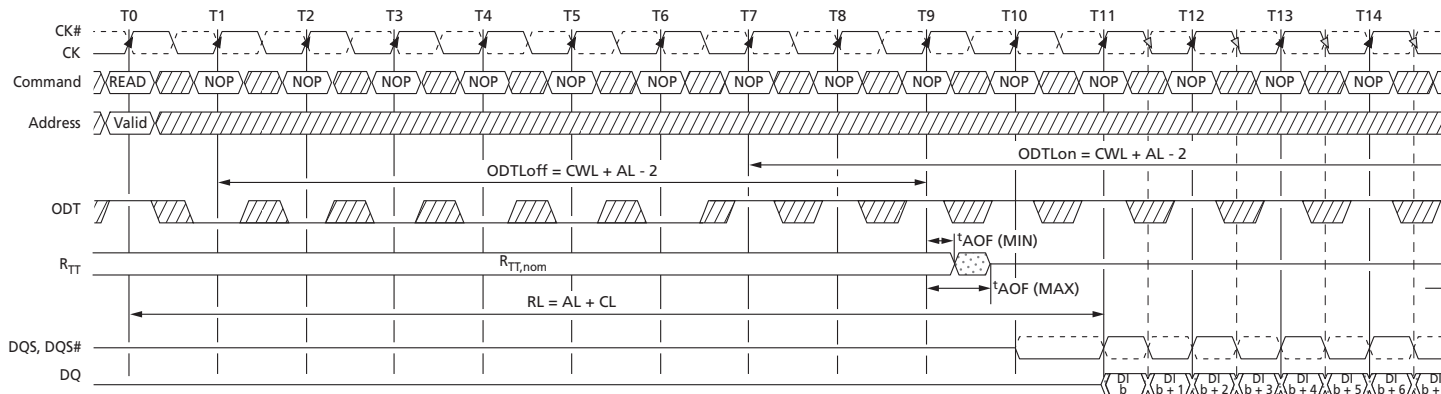 T0 T1 T2 T3 T4 T5 T6 T7 T8 T9 T10 T11 T12 T13 T14
CK#
CK
Command READ NOP NOP NOP NOP NOP NOP NOP NOP NOP NOP NOP NOP NOP NOP
Address Valid
ODTLon = CWL + AL - 2
ODTLoff = CWL + AL - 2
ODT
tAOF (MIN)
RTT RTT,nom
tAOF (MAX)
RL = AL + CL
DQS, DQS#
DQ
DI b DI b + 1 DI b + 2 DI b + 3 DI b + 4 DI b + 5 DI b + 6 DI b +